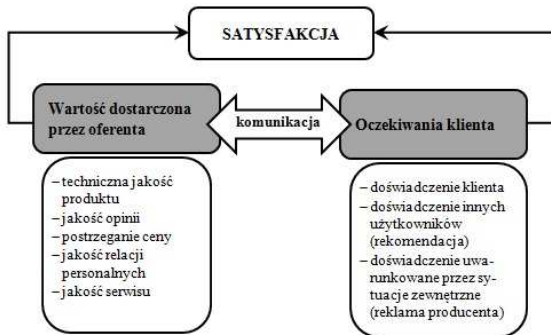 SATYSFAKCJA
Wartość dostarczona
przez oferenta
komunikacja
Oczekiwania klienta
– techniczna jakość
produktu
– jakość opinii
– postrzeganie ceny
– jakość relacji
personalnych
– jakość serwisu
– doświadczenie klienta
– doświadczenie innych
użytkowników
(rekomendacja)
– doświadczenie uwa-
runkowane przez sy-
tuacje zewnętrzne
(reklama producenta)